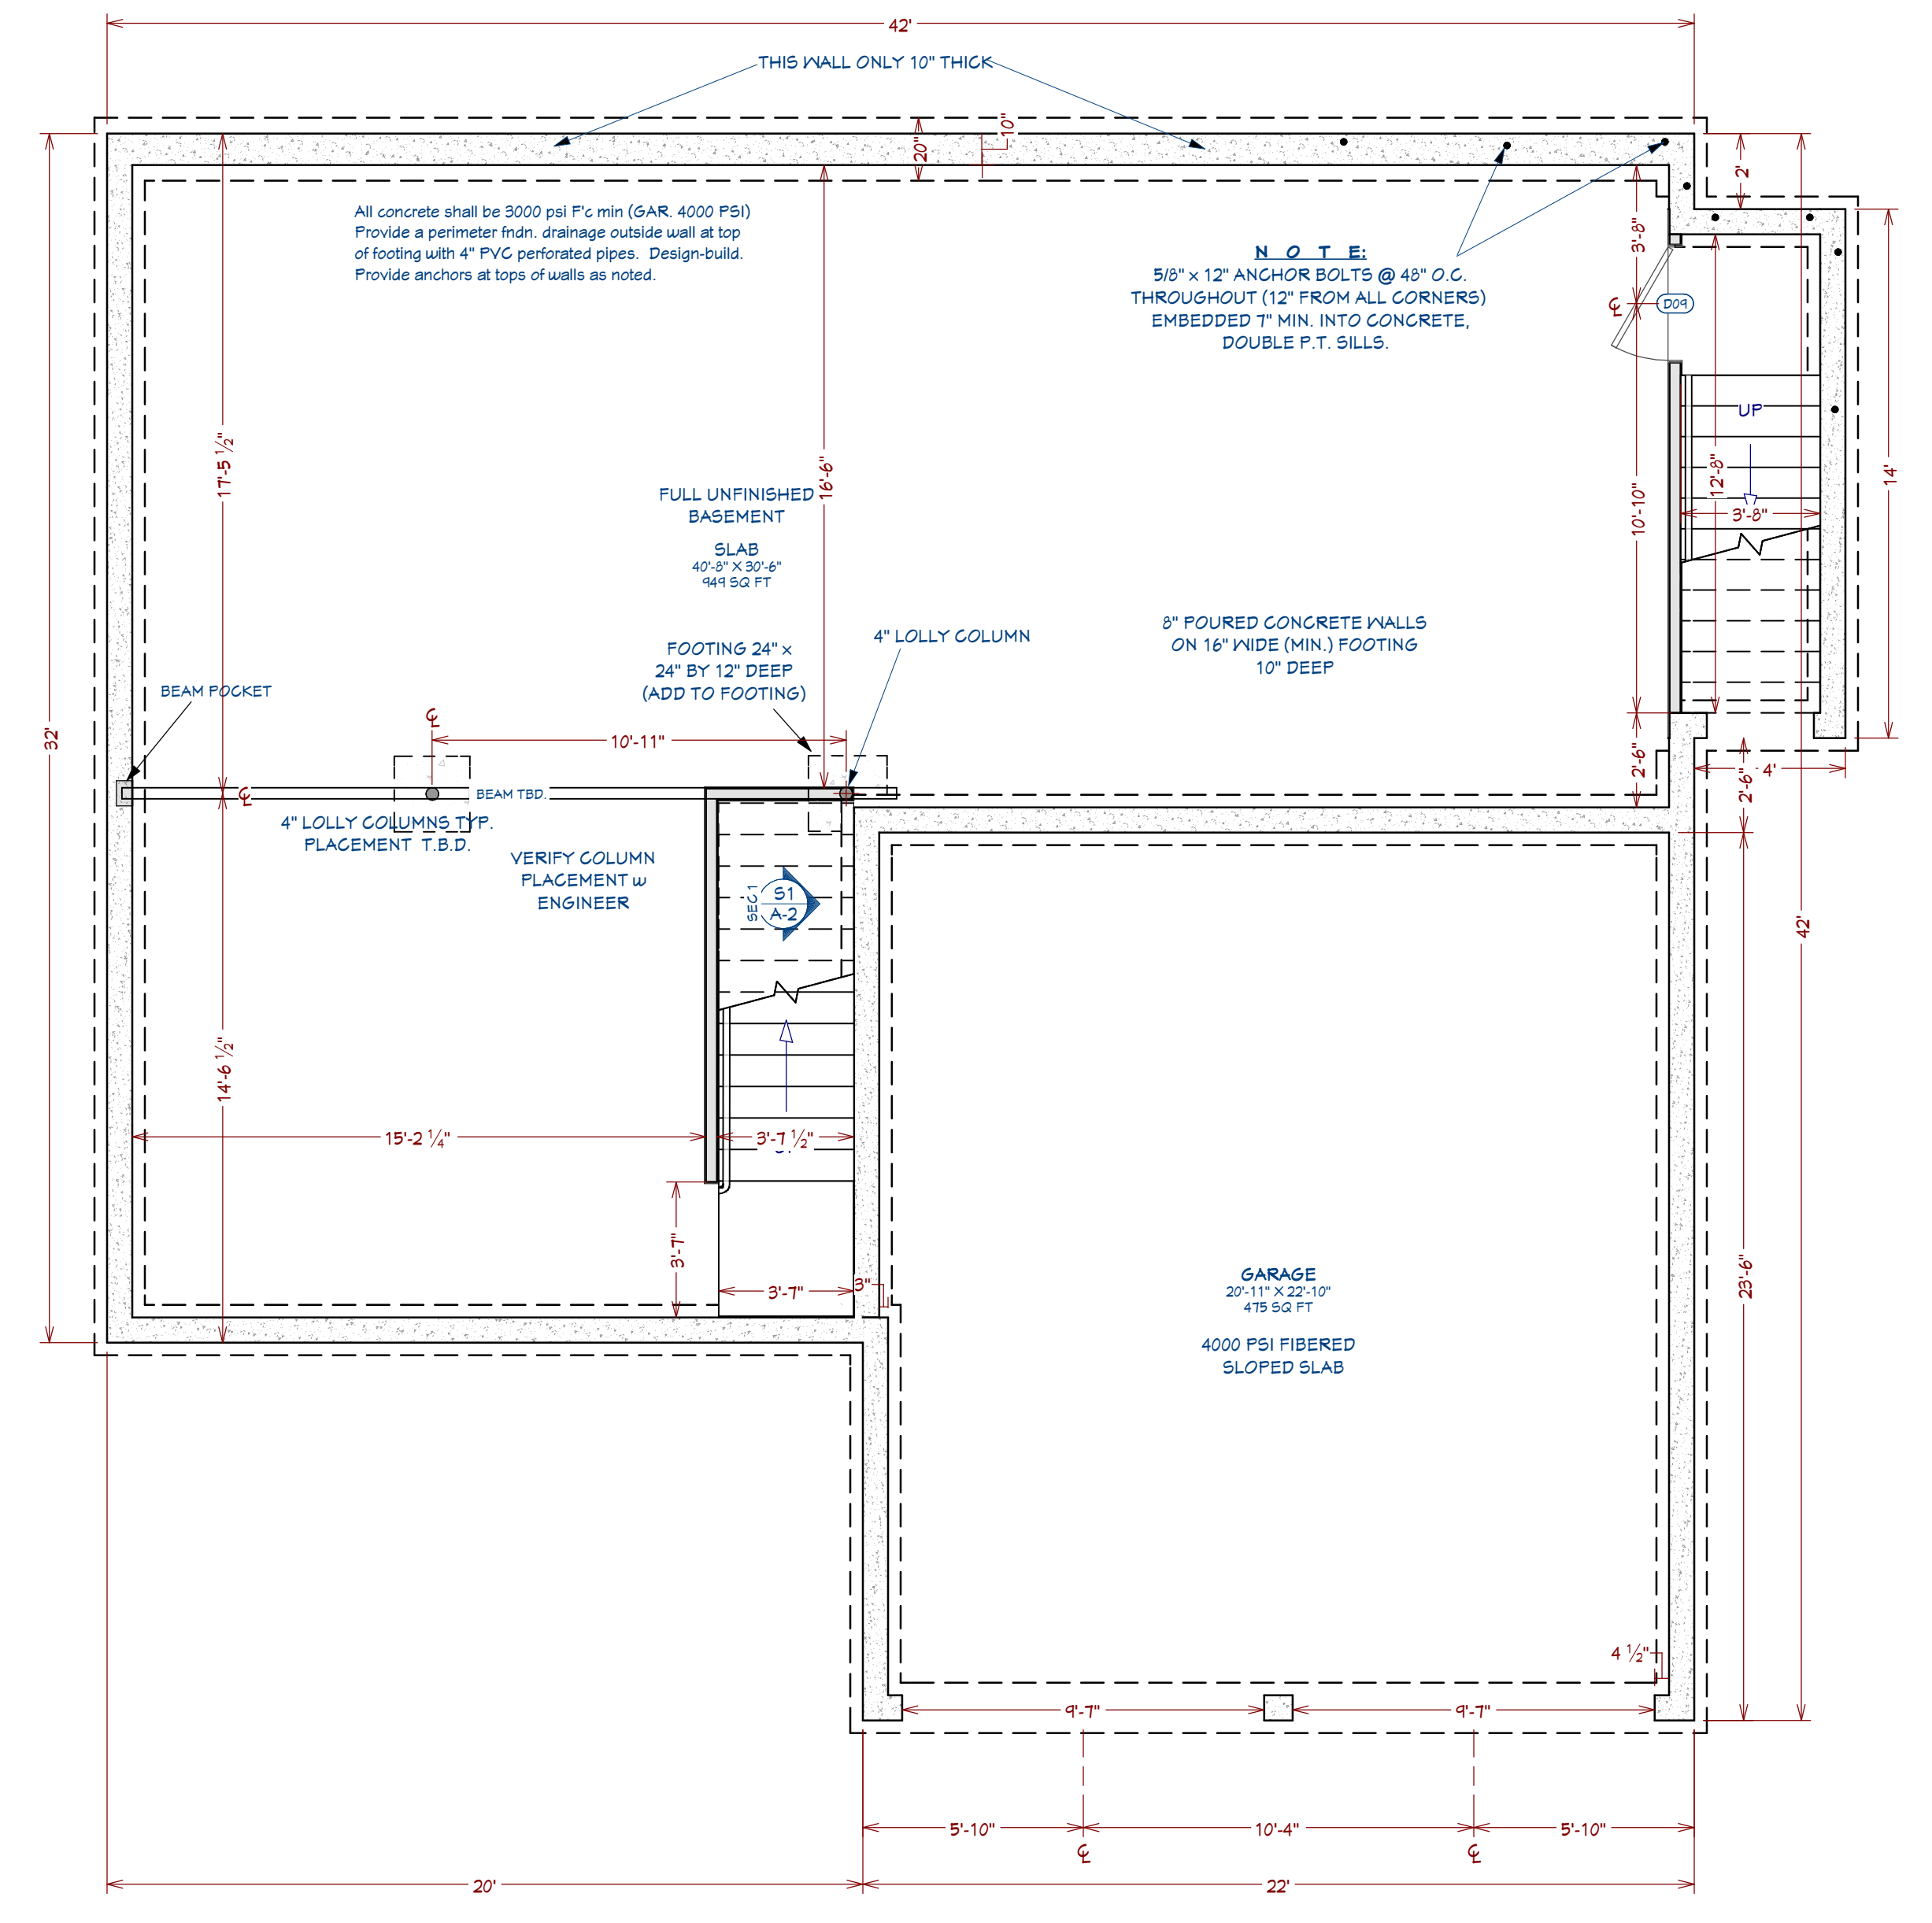 42'
THIS WALL ONLY 10" THICK
10"
20"
2'
All concrete shall be 3000 psi F'c min (GAR. 4000 PSI)
Provide a perimeter fndn. drainage outside wall at top
of footing with 4" PVC perforated pipes. Design-build.
Provide anchors at tops of walls as noted.
N O T E:
5/8" x 12" ANCHOR BOLTS @ 48" O.C.
THROUGHOUT (12" FROM ALL CORNERS)
EMBEDDED 7" MIN. INTO CONCRETE,
DOUBLE P.T. SILLS.
3'-8"
D09
UP
17'-5 ½"
16'-6"
10'-10"
12'-8"
3'-8"
14'
FULL UNFINISHED
BASEMENT
SLAB
40'-8" X 30'-6"
949 SQ FT
8" POURED CONCRETE WALLS
ON 16" WIDE (MIN.) FOOTING
10" DEEP
4" LOLLY COLUMN
FOOTING 24" x
24" BY 12" DEEP
(ADD TO FOOTING)
BEAM POCKET
32'
10'-11"
2'-6"
2'-6"
4'
BEAM TBD.
4" LOLLY COLUMNS TYP.
PLACEMENT T.B.D.
VERIFY COLUMN
PLACEMENT w
ENGINEER
SEC 1
S1
A-2
42'
14'-6 ½"
15'-2 ¼"
3'-7 ½"
3'-7"
3'-7"
3"
23'-6"
GARAGE
20'-11" X 22'-10"
475 SQ FT
4000 PSI FIBERED
SLOPED SLAB
4 ½"
9'-7"
9'-7"
5'-10"
10'-4"
5'-10"
20'
22'